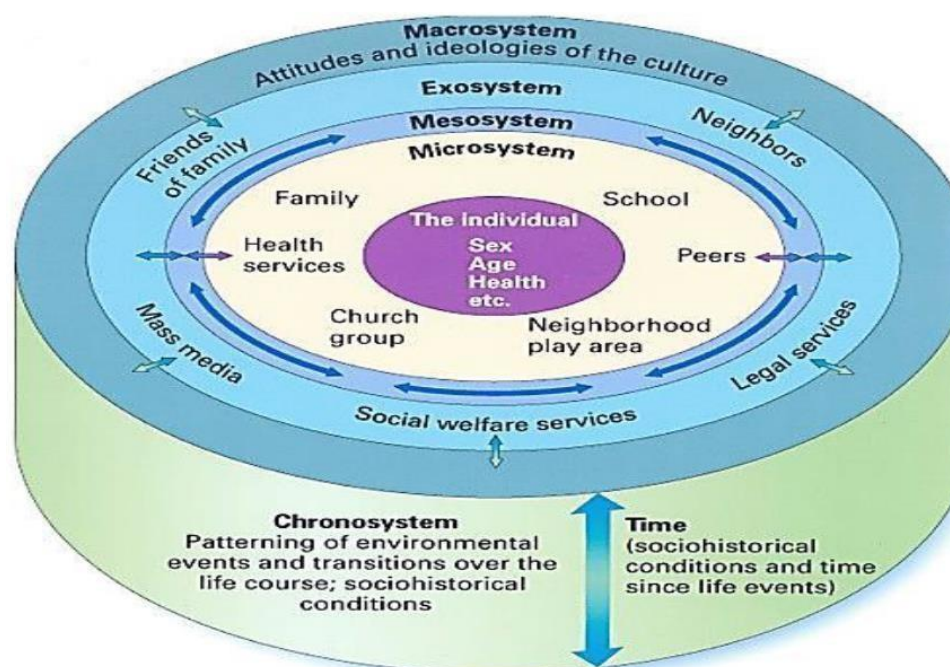 Macrosystem
Attitudes and ideologies of the culture
Exosystem
Mesosystem
Microsystem
Friends
of family
Neighbors
Family
School
The Individual
Sex
Age
Health
etc.
Health
services
Peers
Church
group
Neighborhood
play area
Mass media
Legal services
Social welfare services
Chronosystem
Patterning of environmental
events and transitions over the
life course; sociohistorical
conditions
Time
(sociohistorical
conditions and time
since life events)